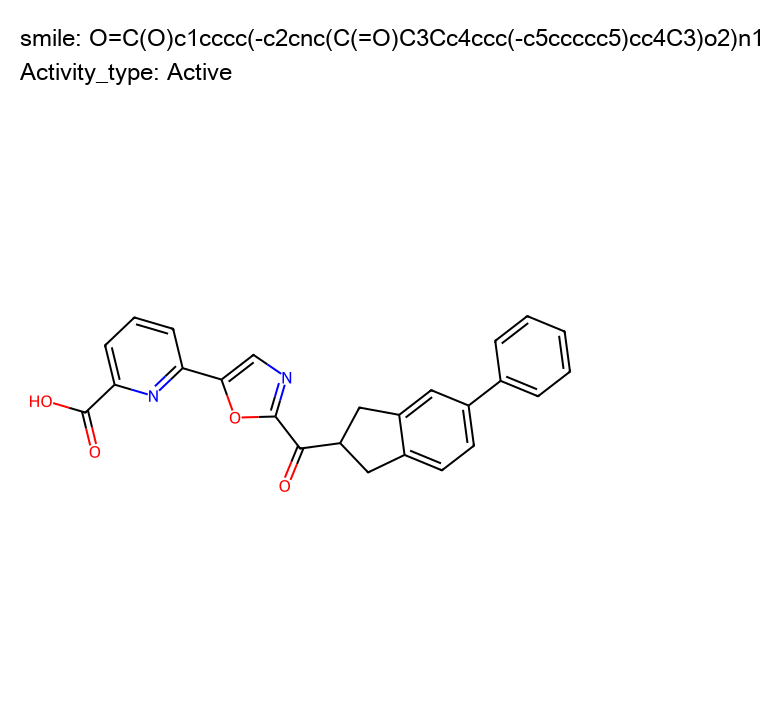 smile: O=C(O)c1cccc(-c2cnc(C(=O)C3Cc4ccc(-c5ccccc5)cc4C3)o2)n1
Activity_type: Active
N
N
HO
O
O
O